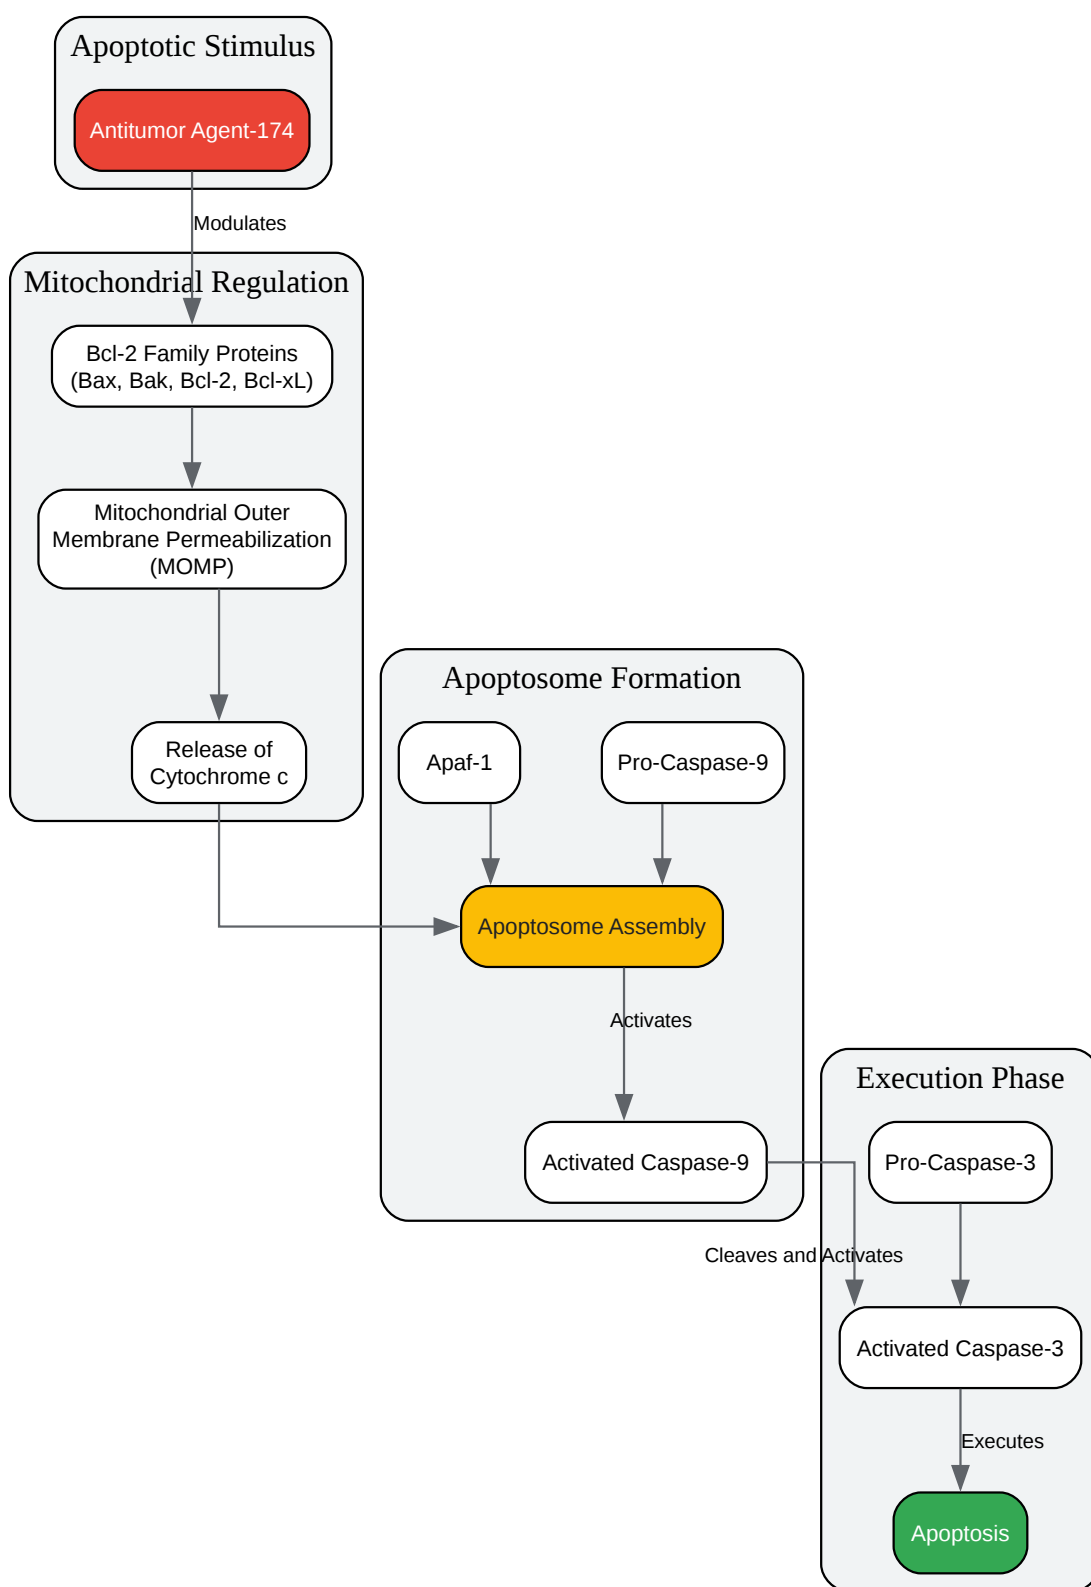 Apoptotic Stimulus
Antitumor Agent-174
Modulates
Mitochondrial Regulation
Bcl-2 Family Proteins
(Bax, Bak, Bcl-2, Bcl-xL)
Mitochondrial Outer
Membrane Permeabilization
(MOMP)
Release of
Cytochrome c
Apoptosome Formation
Apaf-1
Pro-Caspase-9
Apoptosome Assembly
Activates
Activated Caspase-9
Execution Phase
Pro-Caspase-3
Cleaves and Activates
Activated Caspase-3
Executes
Apoptosis